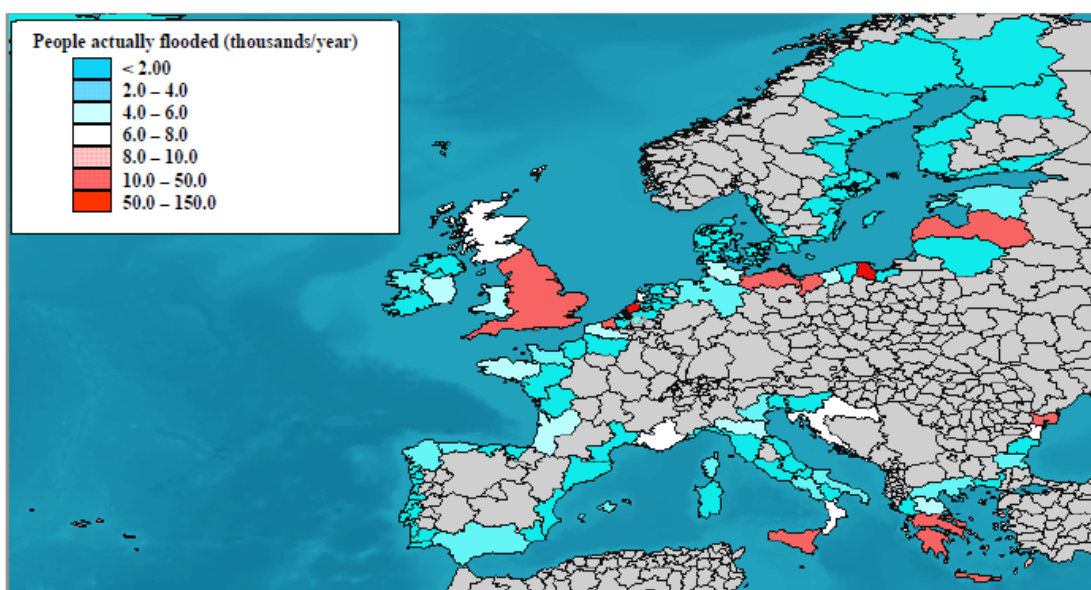 People actually flooded (thousands/year)
< 2.00
2.0 – 4.0
4.0 – 6.0
6.0 – 8.0
8.0 – 10.0
10.0 – 50.0
50.0 – 150.0